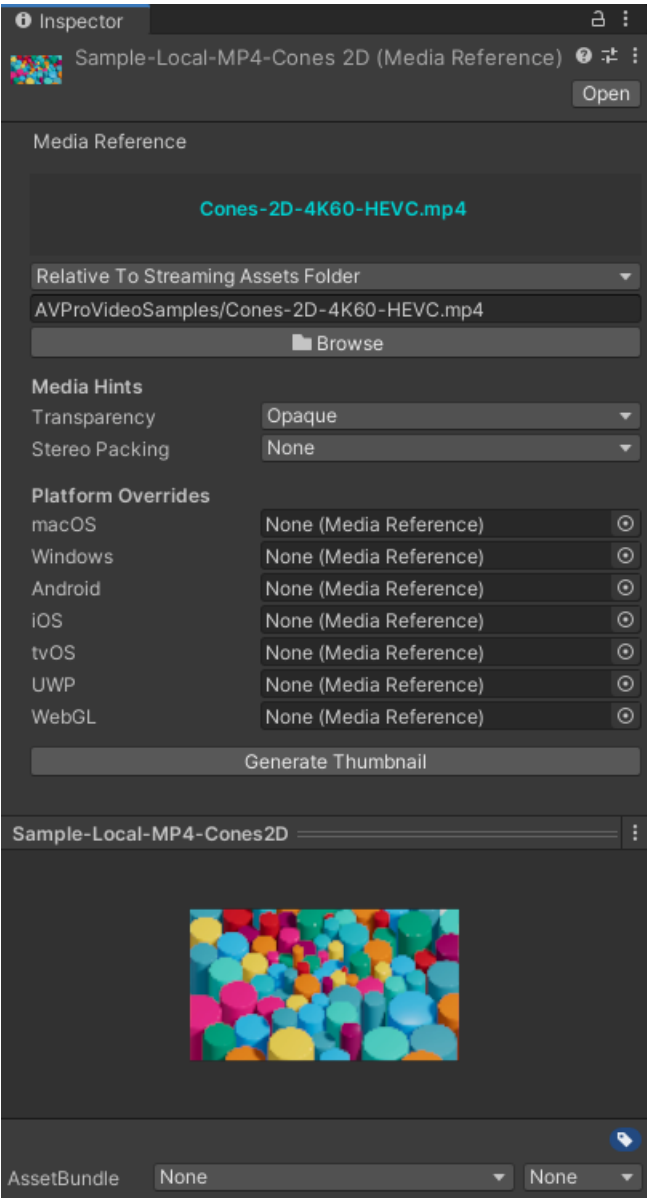 Inspector
Sample-Local-MP4-Cones 2D (Media Reference)
Open
Media Reference
Cones-2D-4K60-HEVC.mp4
Relative To Streaming Assets Folder
AVProVideoSamples/Cones-2D-4K60-HEVC.mp4
Browse
Media Hints
Transparency Opaque
Stereo Packing None
Platform Overrides
macOS None (Media Reference)
Windows None (Media Reference)
Android None (Media Reference)
iOS None (Media Reference)
tvOS None (Media Reference)
UWP None (Media Reference)
WebGL None (Media Reference)
Generate Thumbnail
Sample-Local-MP4-Cones2D
AssetBundle None None